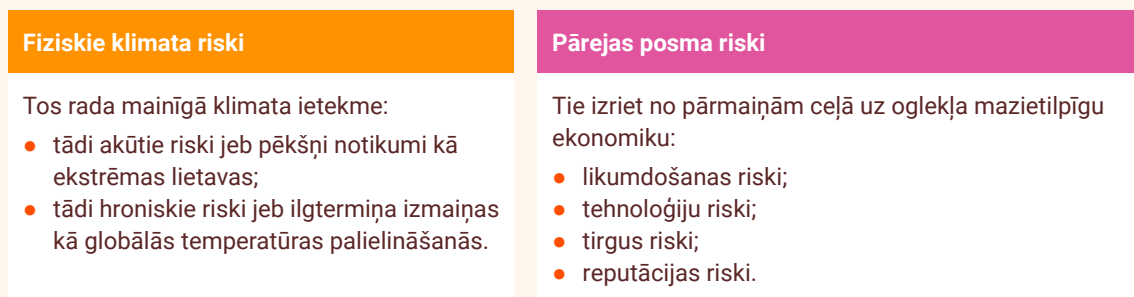 Fiziskie klimata riski
Tos rada mainīgā klimata ietekme:
● tādi akūtie riski jeb pēkšņi notikumi kā
ekstrēmas lietavas;
● tādi hroniskie riski jeb ilgtermiņa izmaiņas
kā globālās temperatūras palielināšanās.
Pārejas posma riski
Tie izriet no pārmaiņām ceļā uz oglekļa mazietilpīgu
ekonomiku:
● likumdošanas riski;
● tehnoloģiju riski;
● tirgus riski;
● reputācijas riski.